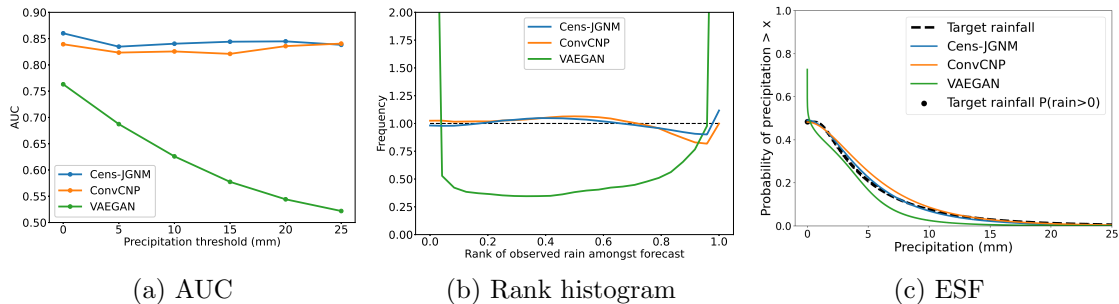 0.90
0.85
0.80
0.75
0.70
0.65
0.60
0.55
0.50
AUC
Cens-JGNM
ConvCNP
VAEGAN
0 5 10 15 20 25
Precipitation threshold (mm)
(a) AUC
2.00
1.75
1.50
1.25
1.00
0.75
0.50
0.25
0.00
Frequency
Cens-JGNM
ConvCNP
VAEGAN
0.0 0.2 0.4 0.6 0.8 1.0
Rank of observed rain amongst forecast
(b) Rank histogram
1.0
0.8
0.6
0.4
0.2
0.0
Probability of precipitation > x
Target rainfall
Cens-JGNM
ConvCNP
VAEGAN
Target rainfall P(rain>0)
0 5 10 15 20 25
Precipitation (mm)
(c) ESF